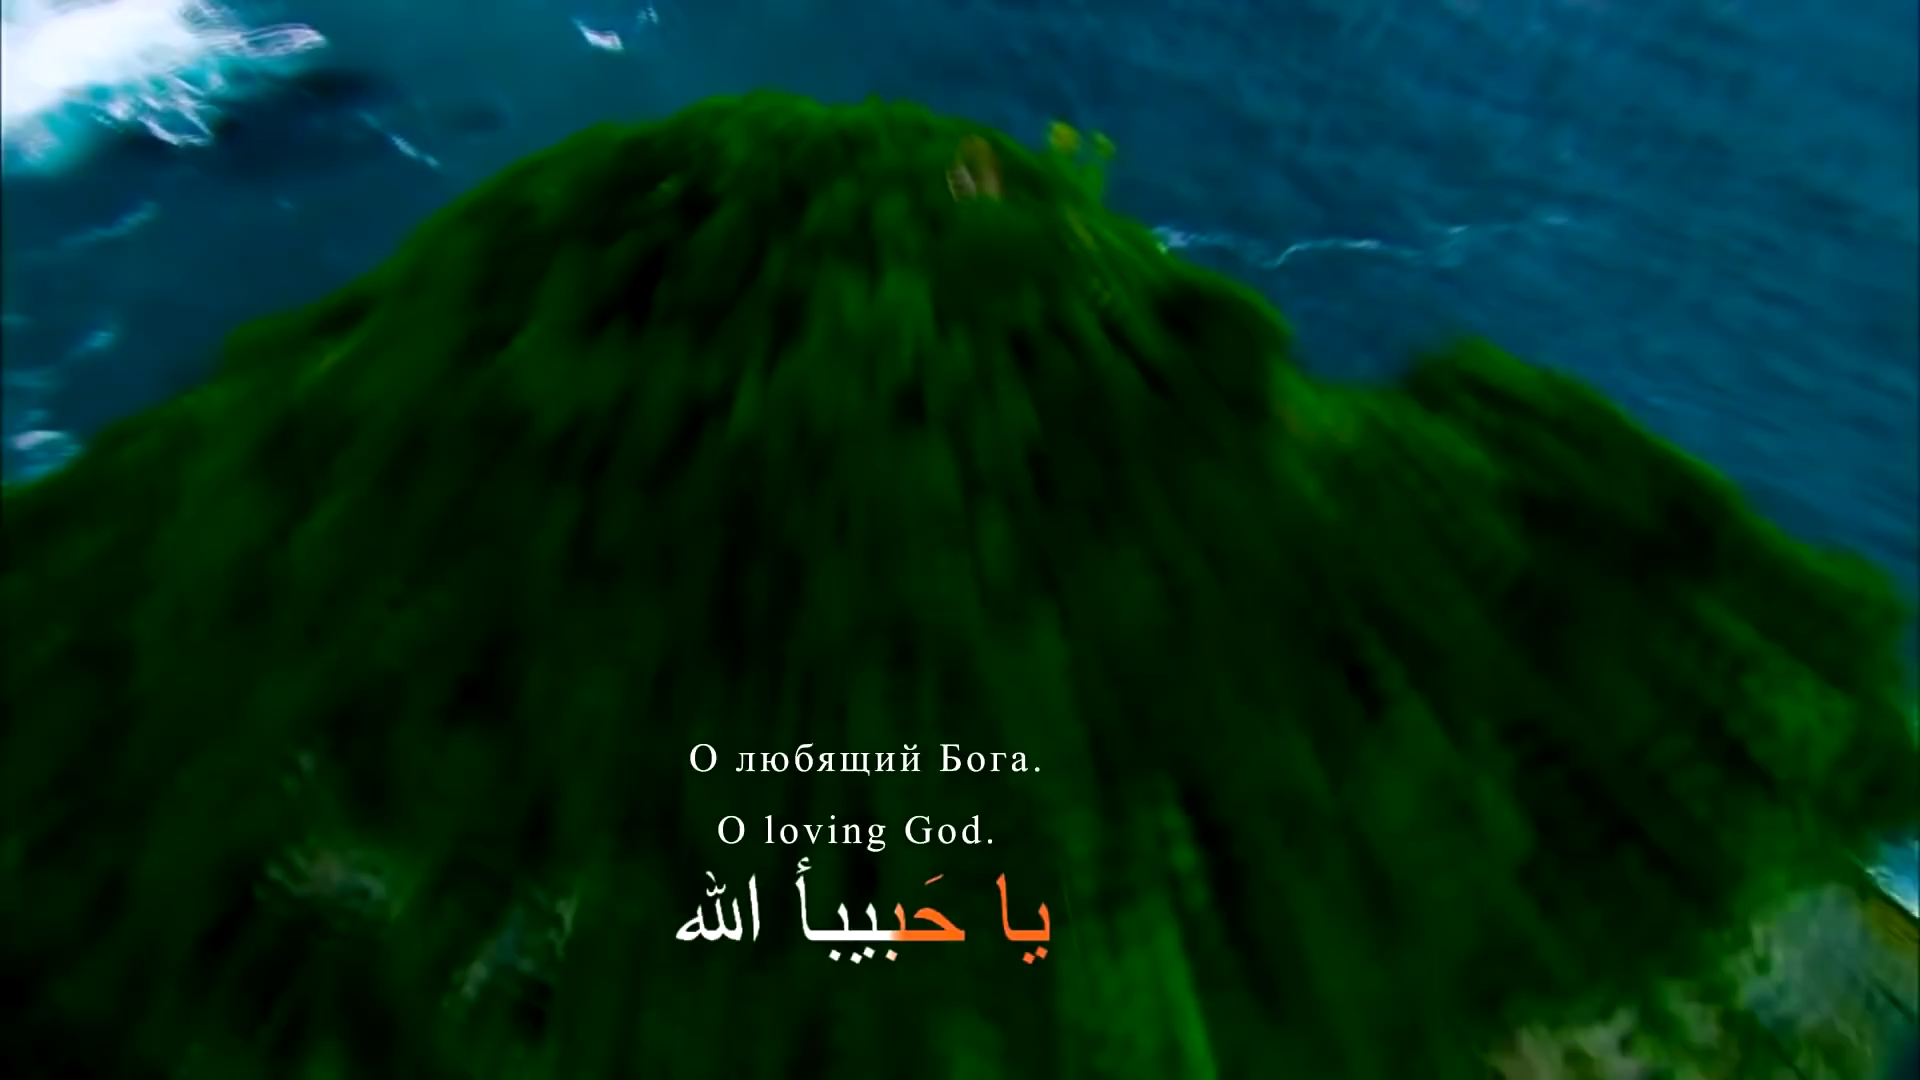 О любящий Бога.
O loving God.
يا حَبيبأ الله